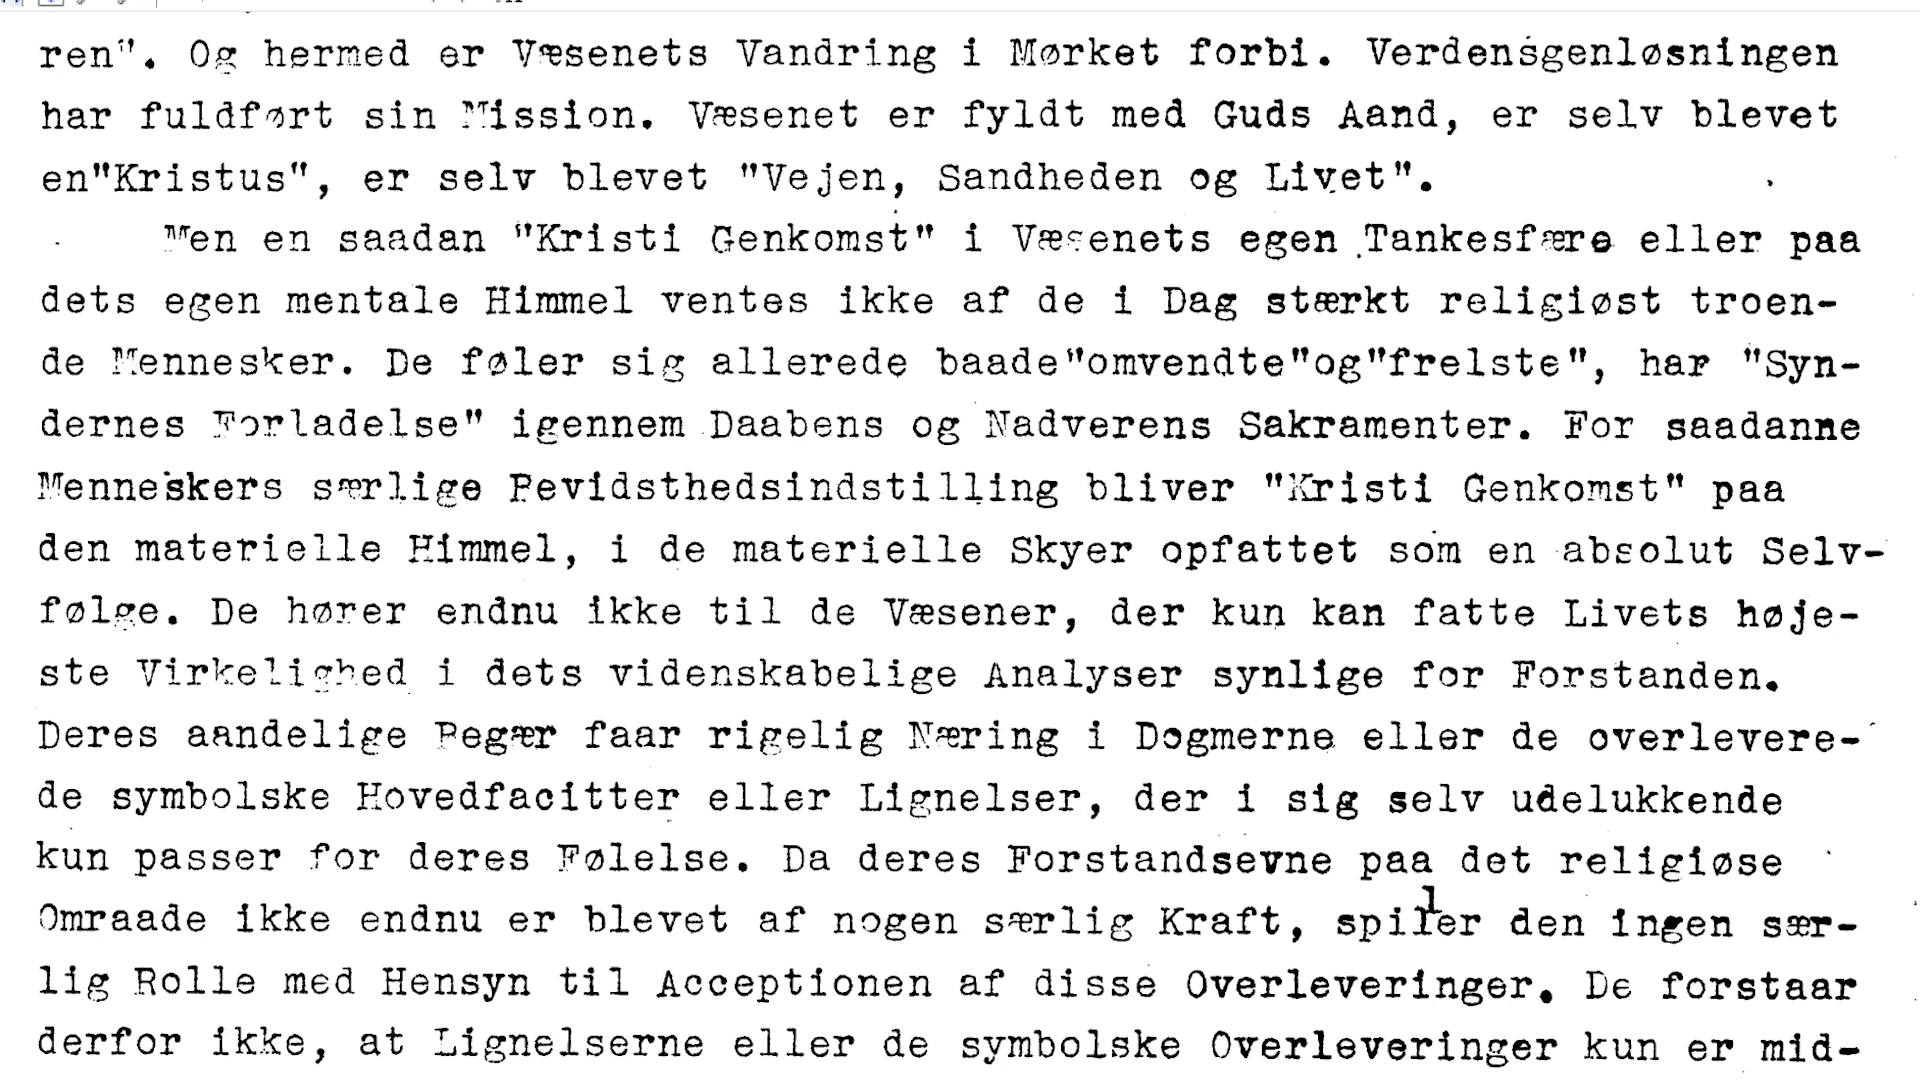 ren". Og hermed er Væsenets Vandring i Mørket forbi. Verdensgenløsningen
har fuldført sin Mission. Væsenet er fyldt med Guds Aand, er selv blevet
en"Kristus", er selv blevet "Vejen, Sandheden og Livet".
Men en saadan "Kristi Genkomst" i Væsenets egen Tankesfære eller paa
dets egen mentale Himmel ventes ikke af de i Dag stærkt religiøst troen-
de Mennesker. De føler sig allerede baade"omvendte"og"frelste", har "Syn-
dernes Forladelse" igennem Daabens og Nadverens Sakramenter. For saadanne
Menneskers særlige Bevidsthedsindstilling bliver "Kristi Genkomst" paa
den materielle Himmel, i de materielle Skyer opfattet som en absolut Selv-
følge. De hører endnu ikke til de Væsener, der kun kan fatte Livets høje-
ste Virkelighed i dets videnskabelige Analyser synlige for Forstanden.
Deres aandelige Begær faar rigelig Næring i Dogmerne eller de overlevere-
de symbolske Hovedfacitter eller Lignelser, der i sig selv udelukkende
kun passer for deres Følelse. Da deres Forstandsevne paa det religiøse
Omraade ikke endnu er blevet af nogen særlig Kraft, spiller den ingen sær-
lig Rolle med Hensyn til Acceptionen af disse Overleveringer. De forstaar
derfor ikke, at Lignelserne eller de symbolske Overleveringer kun er mid-